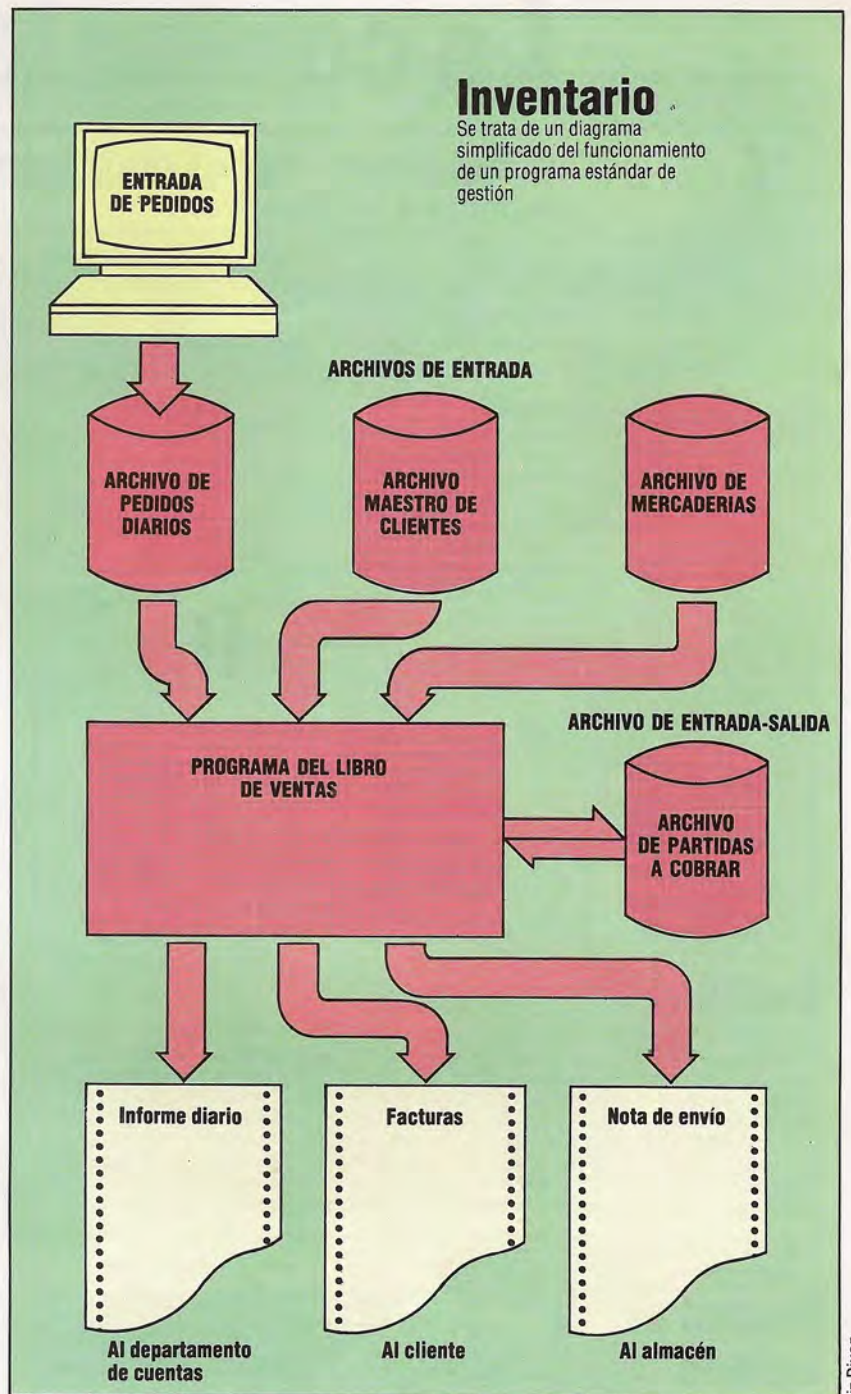 Inventario
Se trata de un diagrama
simplificado del funcionamiento
de un programa estándar de
gestión
ENTRADA
DE PEDIDOS
ARCHIVOS DE ENTRADA
ARCHIVO DE
PEDIDOS
DIARIOS
ARCHIVO
MAESTRO DE
CLIENTES
ARCHIVO DE
MERCADERIAS
PROGRAMA DEL LIBRO
DE VENTAS
ARCHIVO DE ENTRADA-SALIDA
ARCHIVO
DE PARTIDAS
A COBRAR
Informe diario
Facturas
Nota de envío
Al departamento
de cuentas
Al cliente
Al almacén